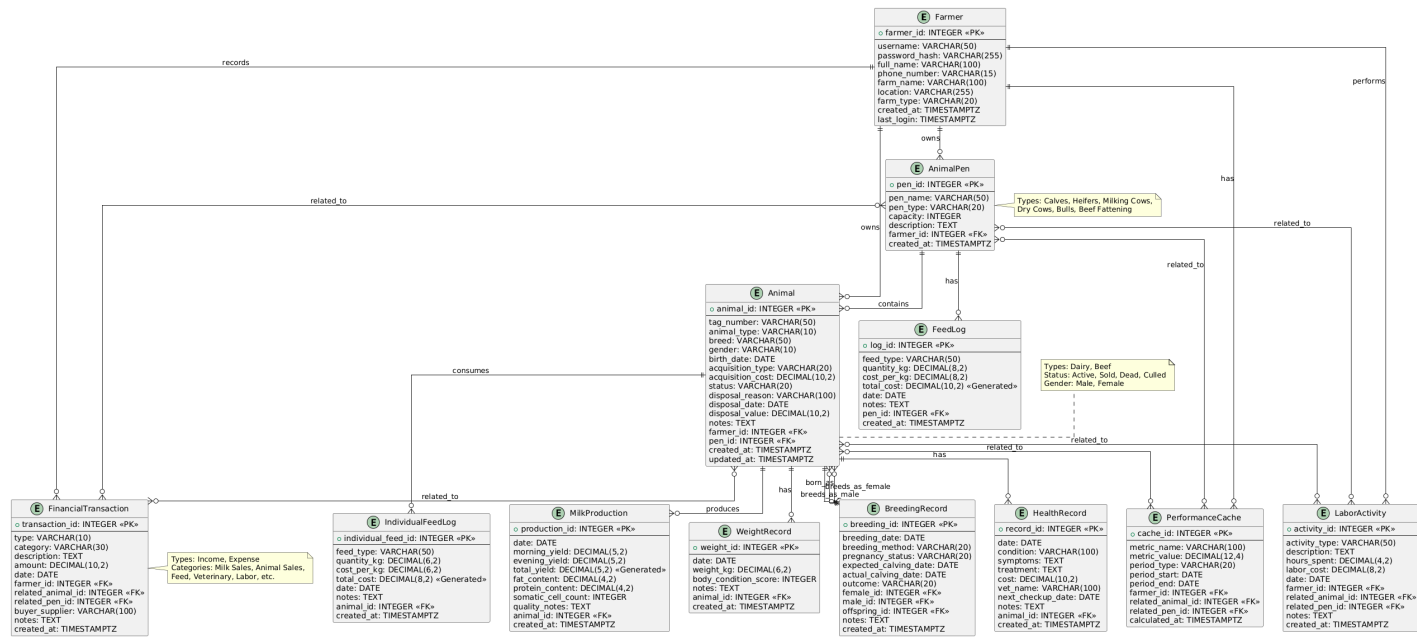 E Farmer
farmer_id: INTEGER «PK»
username: VARCHAR(50)
password_hash: VARCHAR(255)
full_name: VARCHAR(100)
phone_number: VARCHAR(15)
farm_name: VARCHAR(100)
location: VARCHAR(255)
farm_type: VARCHAR(20)
created_at: TIMESTAMPTZ
last_login: TIMESTAMPTZ
records
performs
owns
has
E AnimalPen
pen_id: INTEGER «PK»
pen_name: VARCHAR(50)
pen_type: VARCHAR(20)
capacity: INTEGER
description: TEXT
farmer_id: INTEGER «FK»
created_at: TIMESTAMPTZ
Types: Calves, Heifers, Milking Cows,
Dry Cows, Bulls, Beef Fattening
related_to
owns
related_to
related_to
has
contains
E Animal
animal_id: INTEGER «PK»
tag_number: VARCHAR(50)
animal_type: VARCHAR(10)
breed: VARCHAR(50)
gender: VARCHAR(10)
birth_date: DATE
acquisition_type: VARCHAR(20)
acquisition_cost: DECIMAL(10,2)
status: VARCHAR(20)
disposal_reason: VARCHAR(100)
disposal_date: DATE
disposal_value: DECIMAL(10,2)
notes: TEXT
farmer_id: INTEGER «FK»
pen_id: INTEGER «FK»
created_at: TIMESTAMPTZ
updated_at: TIMESTAMPTZ
E FeedLog
log_id: INTEGER «PK»
feed_type: VARCHAR(50)
quantity_kg: DECIMAL(8,2)
cost_per_kg: DECIMAL(8,2)
total_cost: DECIMAL(10,2) «Generated»
date: DATE
notes: TEXT
pen_id: INTEGER «FK»
created_at: TIMESTAMPTZ
Types: Dairy, Beef
Status: Active, Sold, Dead, Culled
Gender: Male, Female
consumes
related_to
related_to
has
related_to
produces
has
born_as
breeds_as_female
breeds_as_male
E FinancialTransaction
transaction_id: INTEGER «PK»
type: VARCHAR(10)
category: VARCHAR(30)
description: TEXT
amount: DECIMAL(10,2)
date: DATE
farmer_id: INTEGER «FK»
related_animal_id: INTEGER «FK»
related_pen_id: INTEGER «FK»
buyer_supplier: VARCHAR(100)
notes: TEXT
created_at: TIMESTAMPTZ
Types: Income, Expense
Categories: Milk Sales, Animal Sales,
Feed, Veterinary, Labor, etc.
E IndividualFeedLog
individual_feed_id: INTEGER «PK»
feed_type: VARCHAR(50)
quantity_kg: DECIMAL(6,2)
cost_per_kg: DECIMAL(6,2)
total_cost: DECIMAL(8,2) «Generated»
date: DATE
notes: TEXT
animal_id: INTEGER «FK»
created_at: TIMESTAMPTZ
E MilkProduction
production_id: INTEGER «PK»
date: DATE
morning_yield: DECIMAL(5,2)
evening_yield: DECIMAL(5,2)
total_yield: DECIMAL(5,2) «Generated»
fat_content: DECIMAL(4,2)
protein_content: DECIMAL(4,2)
somatic_cell_count: INTEGER
quality_notes: TEXT
animal_id: INTEGER «FK»
created_at: TIMESTAMPTZ
E WeightRecord
weight_id: INTEGER «PK»
date: DATE
weight_kg: DECIMAL(6,2)
body_condition_score: INTEGER
notes: TEXT
animal_id: INTEGER «FK»
created_at: TIMESTAMPTZ
E BreedingRecord
breeding_id: INTEGER «PK»
breeding_date: DATE
breeding_method: VARCHAR(20)
pregnancy_status: VARCHAR(20)
expected_calving_date: DATE
actual_calving_date: DATE
outcome: VARCHAR(20)
female_id: INTEGER «FK»
male_id: INTEGER «FK»
offspring_id: INTEGER «FK»
notes: TEXT
created_at: TIMESTAMPTZ
E HealthRecord
record_id: INTEGER «PK»
date: DATE
condition: VARCHAR(100)
symptoms: TEXT
treatment: TEXT
cost: DECIMAL(10,2)
vet_name: VARCHAR(100)
next_checkup_date: DATE
notes: TEXT
animal_id: INTEGER «FK»
created_at: TIMESTAMPTZ
E PerformanceCache
cache_id: INTEGER «PK»
metric_name: VARCHAR(100)
metric_value: DECIMAL(12,4)
period_type: VARCHAR(20)
period_start: DATE
period_end: DATE
farmer_id: INTEGER «FK»
related_animal_id: INTEGER «FK»
related_pen_id: INTEGER «FK»
calculated_at: TIMESTAMPTZ
E LaborActivity
activity_id: INTEGER «PK»
activity_type: VARCHAR(50)
description: TEXT
hours_spent: DECIMAL(4,2)
labor_cost: DECIMAL(8,2)
date: DATE
farmer_id: INTEGER «FK»
related_animal_id: INTEGER «FK»
related_pen_id: INTEGER «FK»
notes: TEXT
created_at: TIMESTAMPTZ